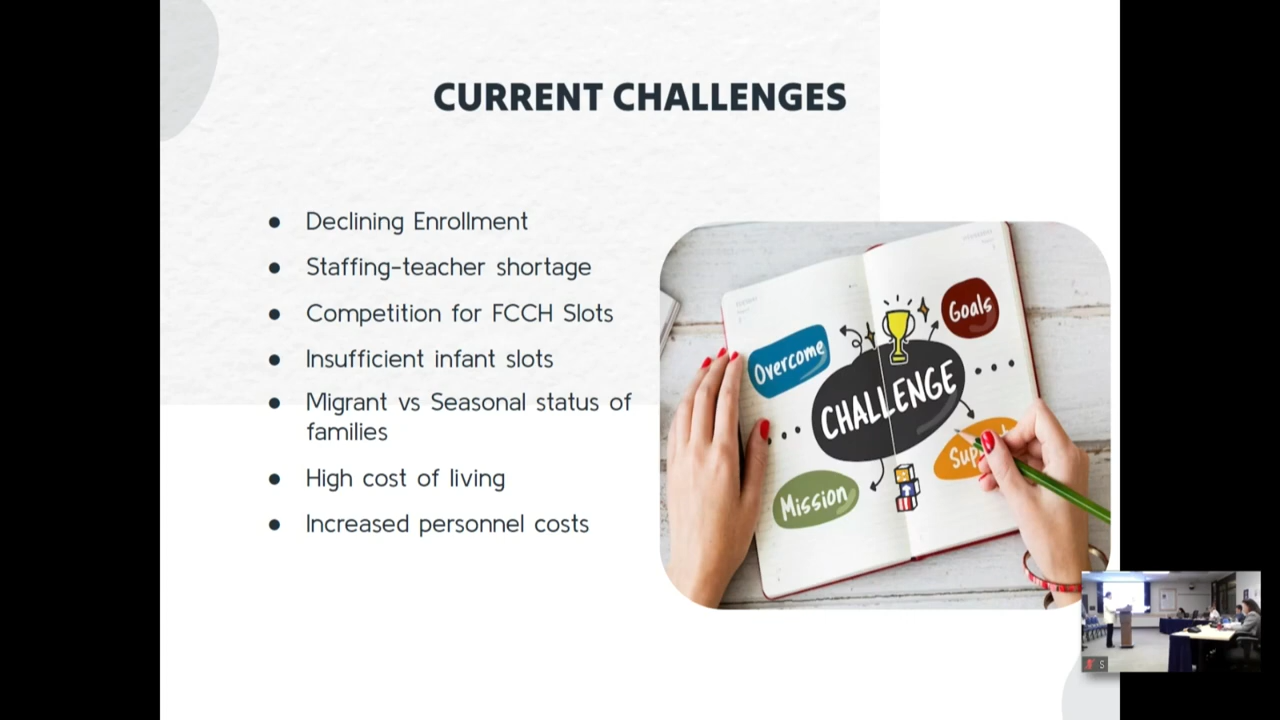 CURRENT CHALLENGES
● Declining Enrollment
● Staffing-teacher shortage
● Competition for FCCH Slots
● Insufficient infant slots
● Migrant vs Seasonal status of
families
● High cost of living
● Increased personnel costs
Goals
Overcome
CHALLENGE
Mission
S